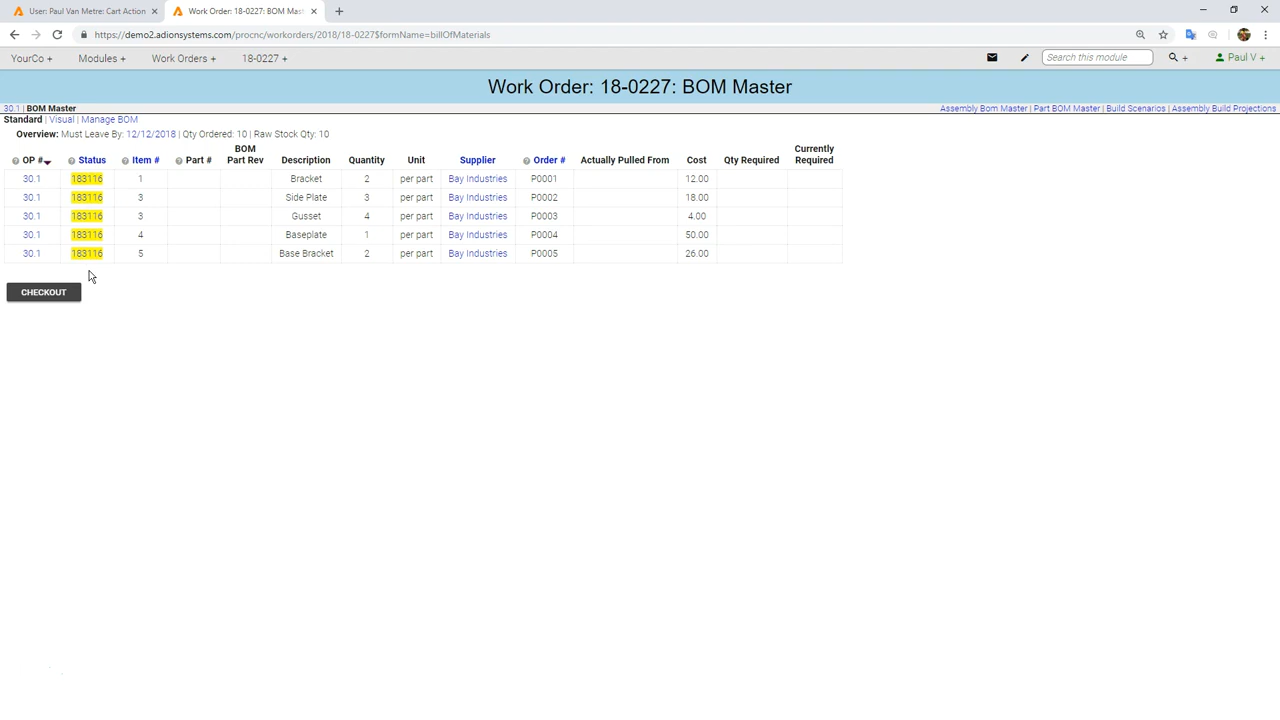 User: Paul Van Metre: Cart Action
Work Order: 18-0227: BOM Mas
https://demo2.adionsystems.com/procnc/workorders/2018/18-0227$formName=billOfMaterials
YourCo + Modules + Work Orders + 18-0227 + Search this module + Paul V +
Work Order: 18-0227: BOM Master
30.1 | BOM Master Assembly Bom Master | Part BOM Master | Build Scenarios | Assembly Build Projections
Standard | Visual | Manage BOM
Overview: Must Leave By: 12/12/2018 | Qty Ordered: 10 | Raw Stock Qty: 10
OP # Status Item # Part # BOM Part Rev Description Quantity Unit Supplier Order # Actually Pulled From Cost Qty Required Currently Required
30.1 183116 1 Bracket 2 per part Bay Industries P0001 12.00
30.1 183116 3 Side Plate 3 per part Bay Industries P0002 18.00
30.1 183116 3 Gusset 4 per part Bay Industries P0003 4.00
30.1 183116 4 Baseplate 1 per part Bay Industries P0004 50.00
30.1 183116 5 Base Bracket 2 per part Bay Industries P0005 26.00
CHECKOUT